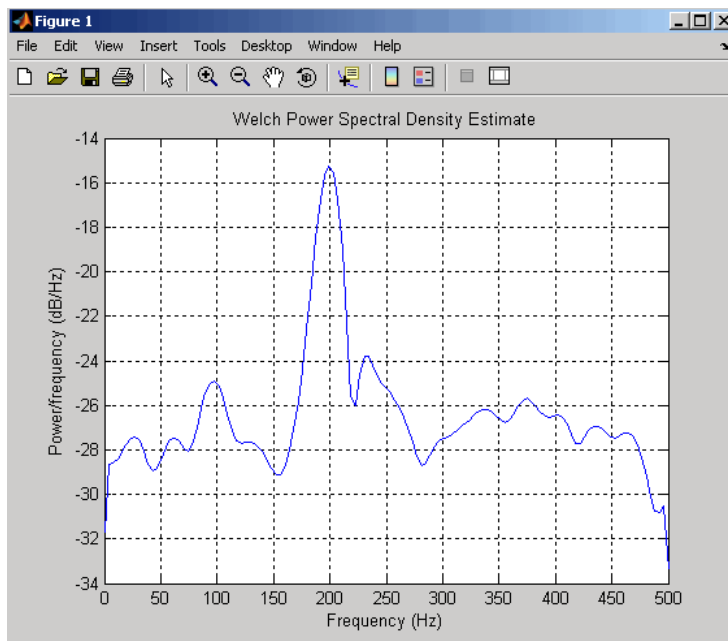 Figure 1
File Edit View Insert Tools Desktop Window Help
Welch Power Spectral Density Estimate
-14
-16
-18
-20
-22
-24
-26
-28
-30
-32
-34
Power/frequency (dB/Hz)
0 50 100 150 200 250 300 350 400 450 500
Frequency (Hz)